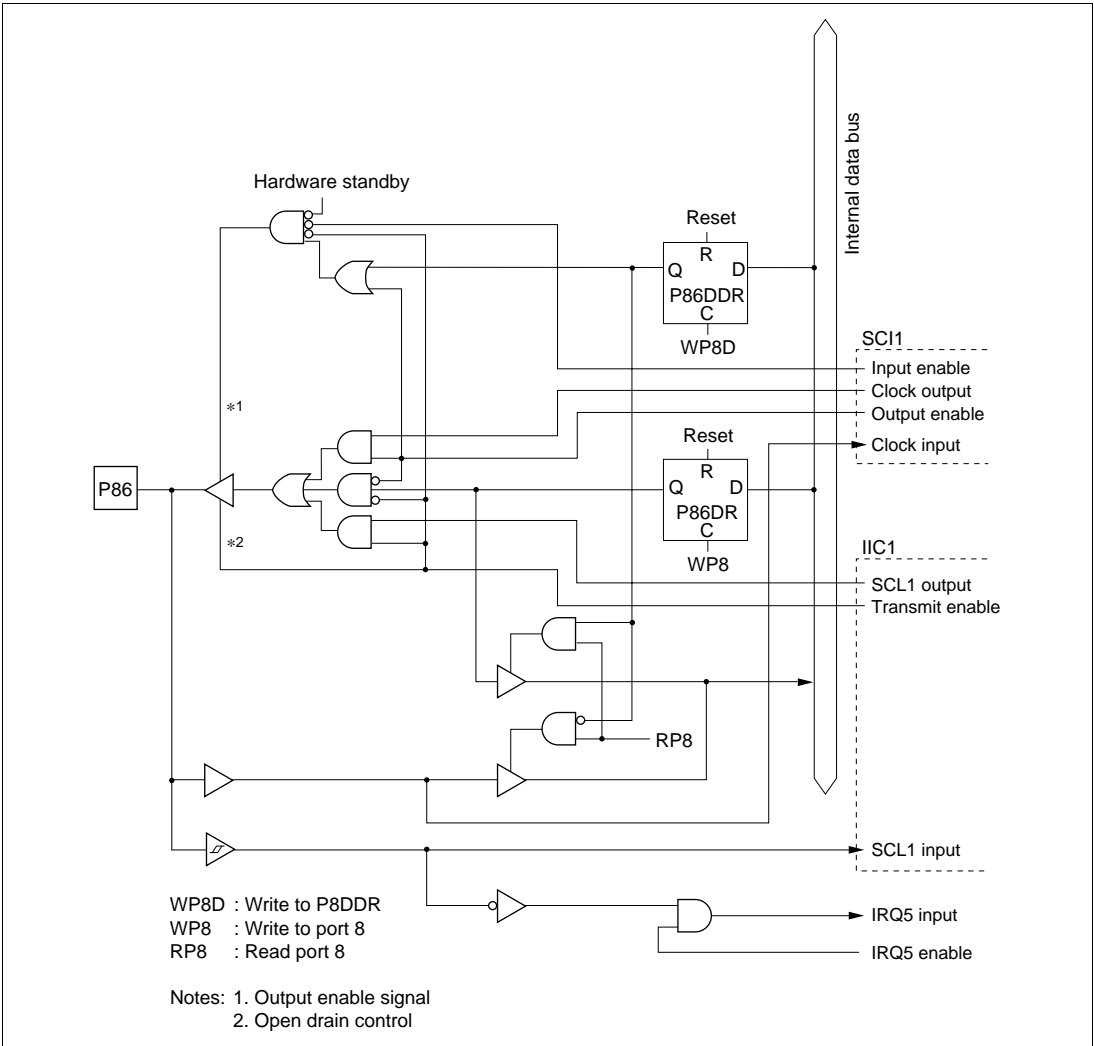 Hardware standby
Internal data bus
Reset
R
Q D
P86DDR
C
WP8D
SCI1
Input enable
Clock output
Output enable
Clock input
*1
Reset
R
Q D
P86DR
C
WP8
P86
*2
IIC1
SCL1 output
Transmit enable
RP8
SCL1 input
IRQ5 input
IRQ5 enable
WP8D : Write to P8DDR
WP8 : Write to port 8
RP8 : Read port 8
Notes: 1. Output enable signal
2. Open drain control